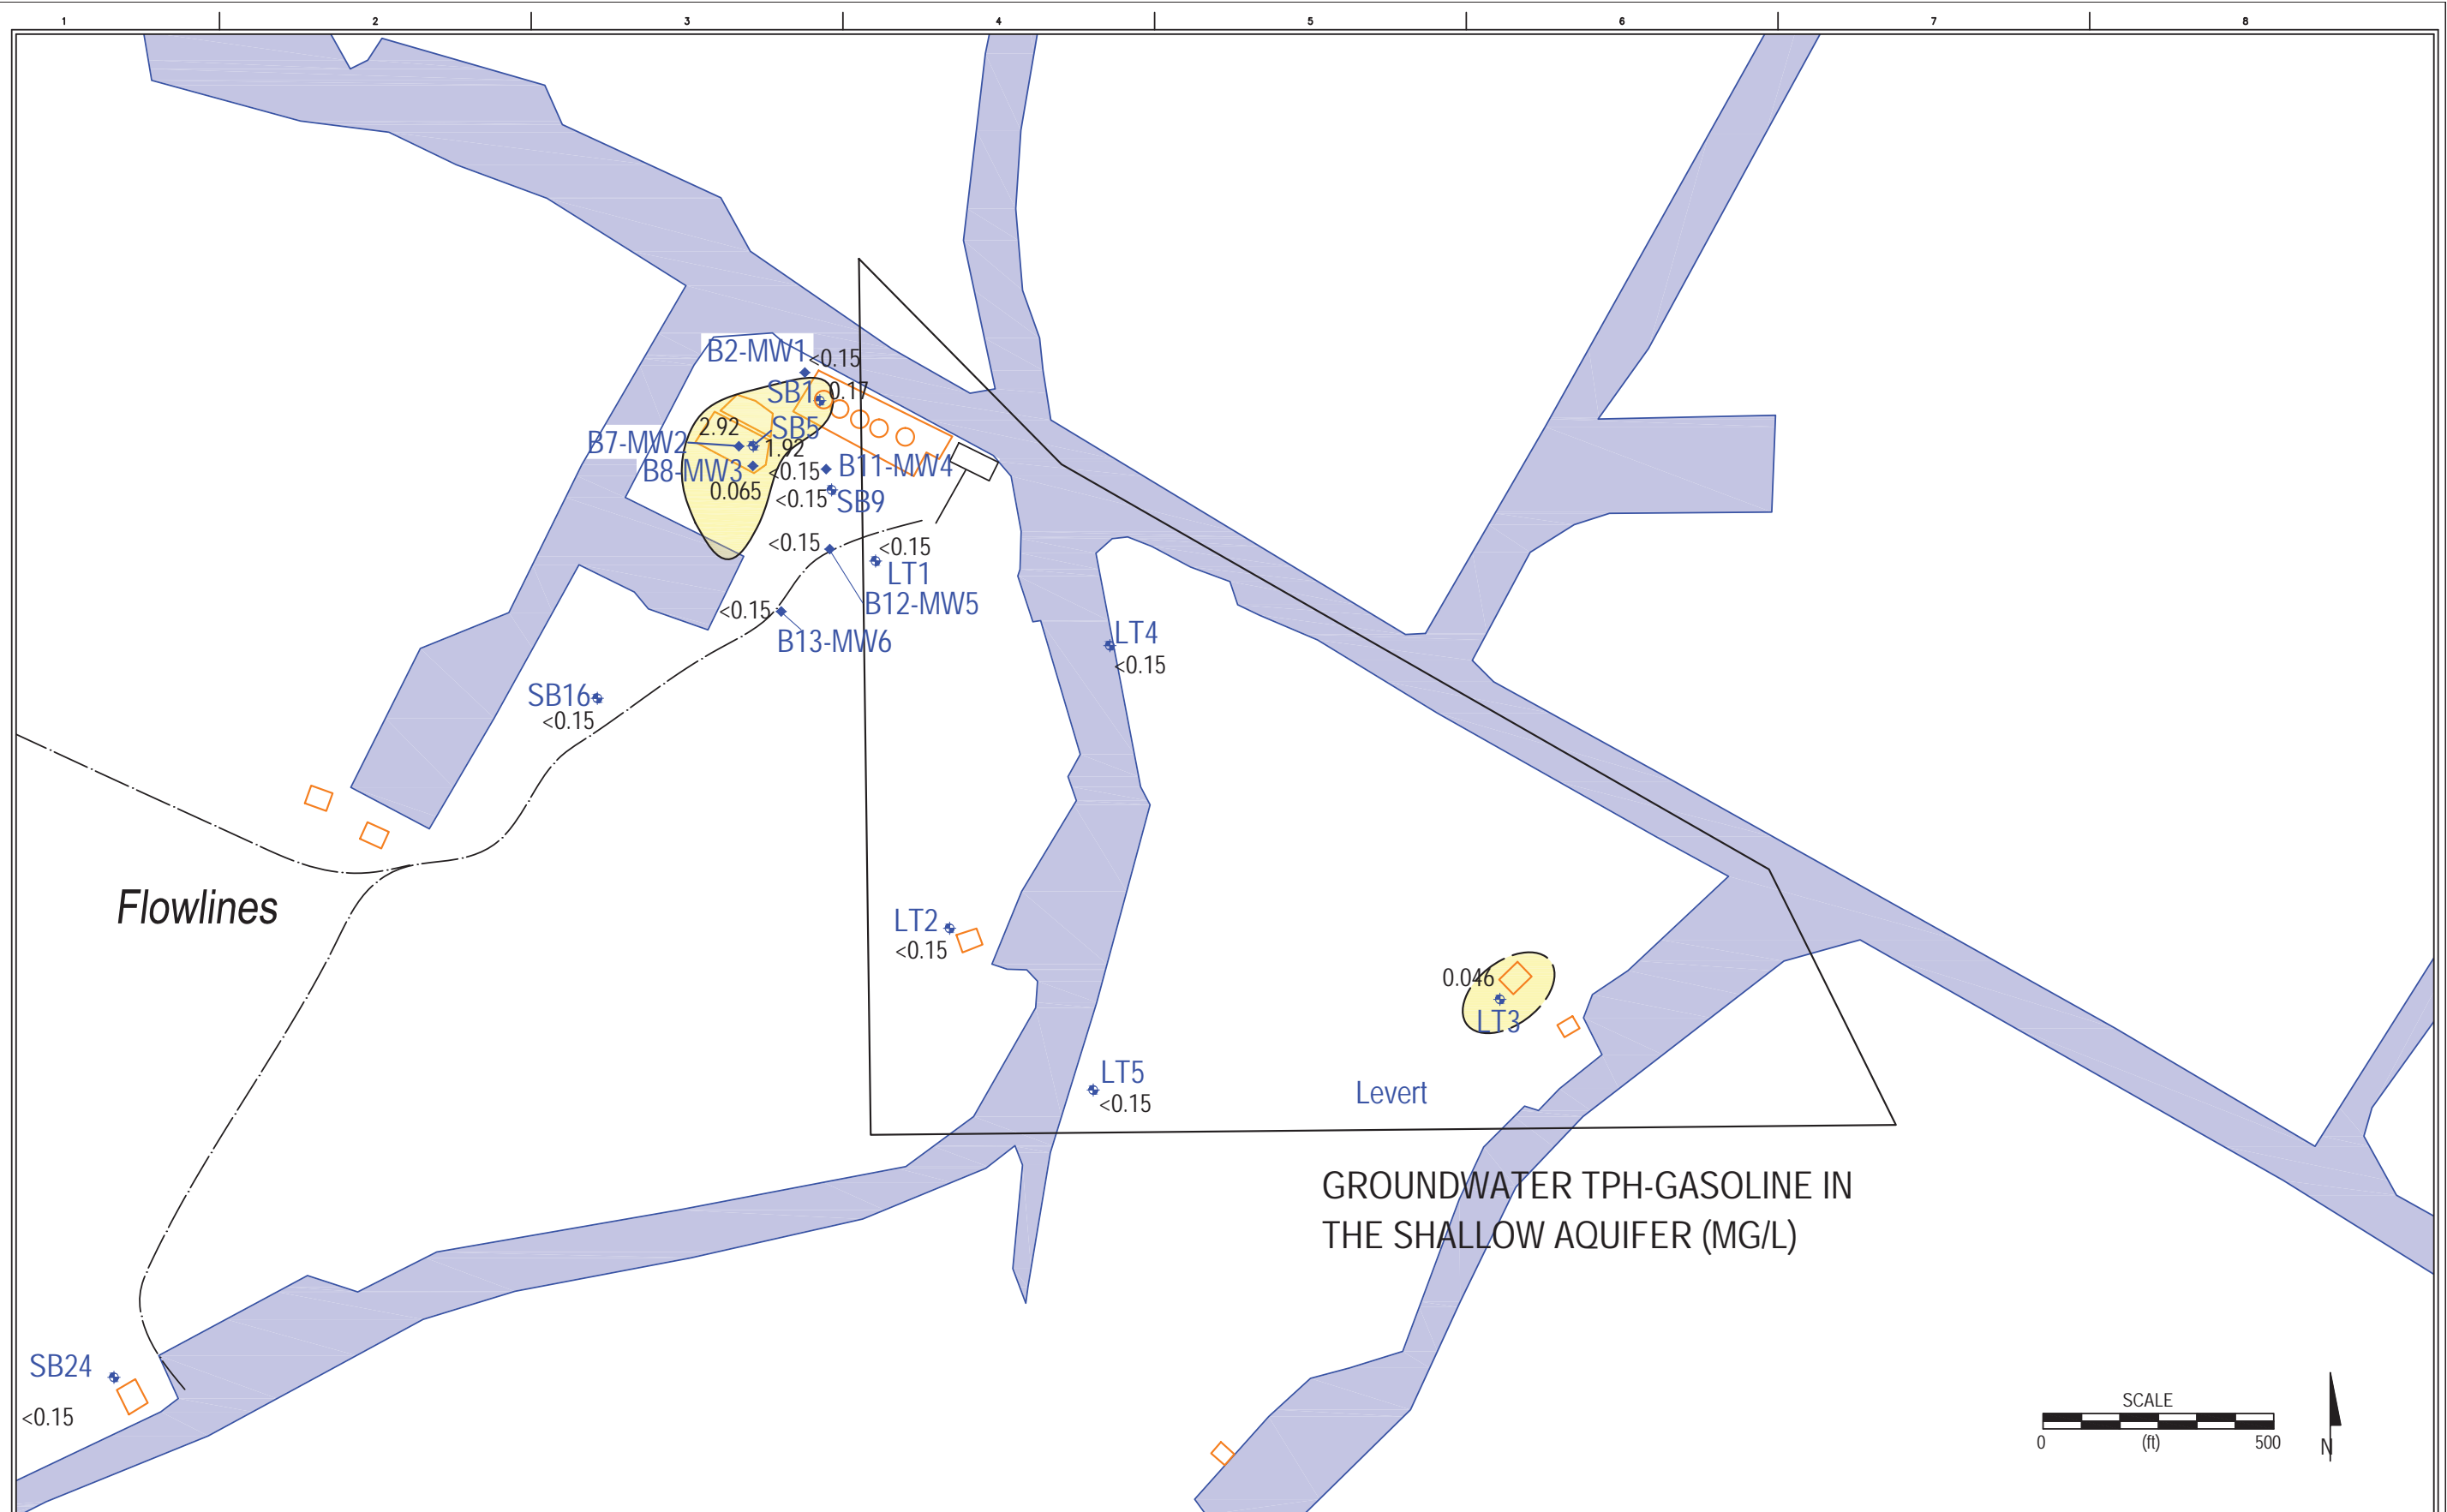 1 2 3 4 5 6 7 8
B2-MW1
<0.15
SB1
0.17
2.92
SB5
B7-MW2
1.92
B8-MW3
<0.15
B11-MW4
0.065
<0.15
SB9
<0.15
<0.15
LT1
B12-MW5
<0.15
B13-MW6
LT4
<0.15
SB16
<0.15
Flowlines
LT2
<0.15
0.046
LT3
LT5
<0.15
Levert
GROUNDWATER TPH-GASOLINE IN
THE SHALLOW AQUIFER (MG/L)
SB24
<0.15
SCALE
0 (ft) 500
N